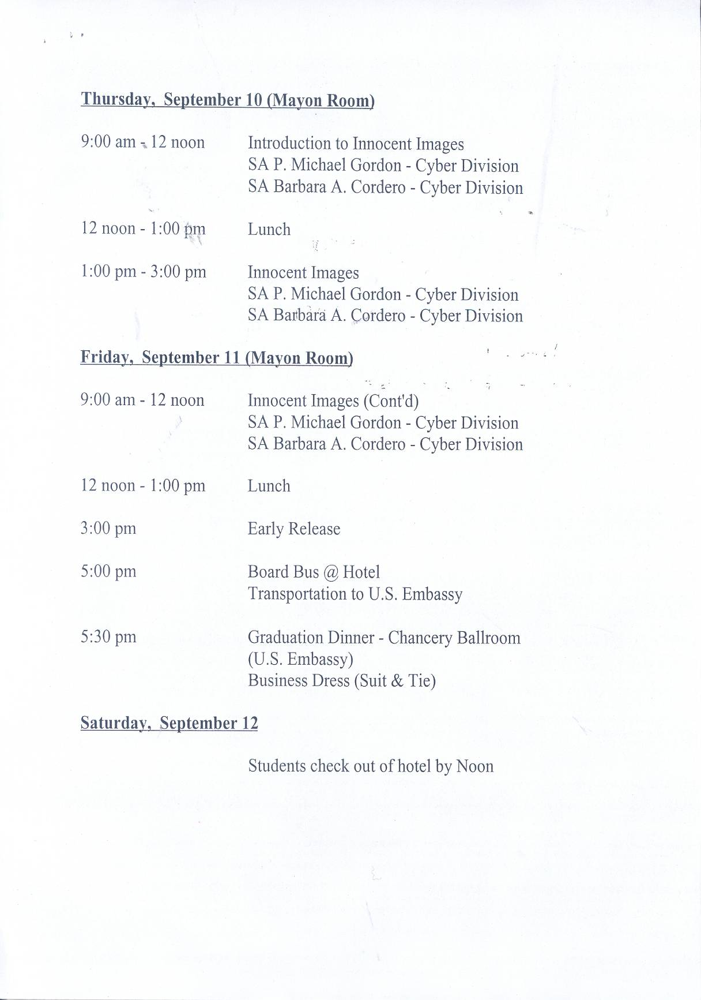 Thursday, September 10 (Mayon Room)
9:00 am - 12 noon Introduction to Innocent Images
SA P. Michael Gordon - Cyber Division
SA Barbara A. Cordero - Cyber Division
12 noon - 1:00 pm Lunch
1:00 pm - 3:00 pm Innocent Images
SA P. Michael Gordon - Cyber Division
SA Barbara A. Cordero - Cyber Division
Friday, September 11 (Mayon Room)
9:00 am - 12 noon Innocent Images (Cont'd)
SA P. Michael Gordon - Cyber Division
SA Barbara A. Cordero - Cyber Division
12 noon - 1:00 pm Lunch
3:00 pm Early Release
5:00 pm Board Bus @ Hotel
Transportation to U.S. Embassy
5:30 pm Graduation Dinner - Chancery Ballroom
(U.S. Embassy)
Business Dress (Suit & Tie)
Saturday, September 12
Students check out of hotel by Noon